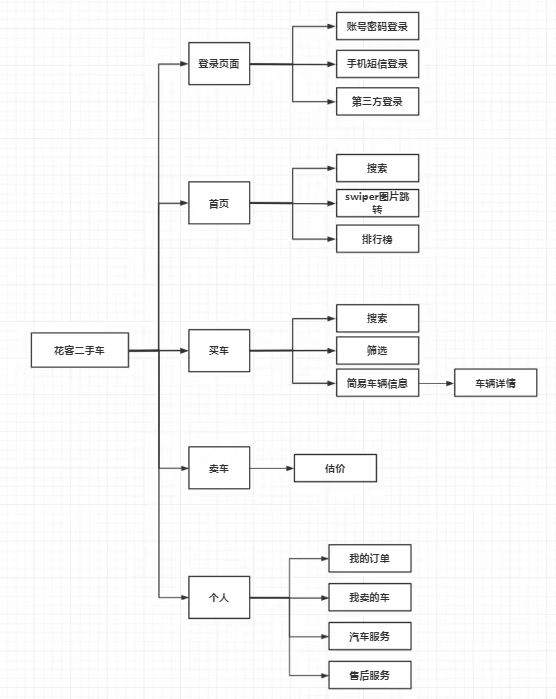 账号密码登录
登录页面
手机短信登录
第三方登录
搜索
首页
swiper图片跳
转
排行榜
搜索
花客二手车
买车
筛选
简易车辆信息
车辆详情
卖车
估价
我的订单
个人
我卖的车
汽车服务
售后服务